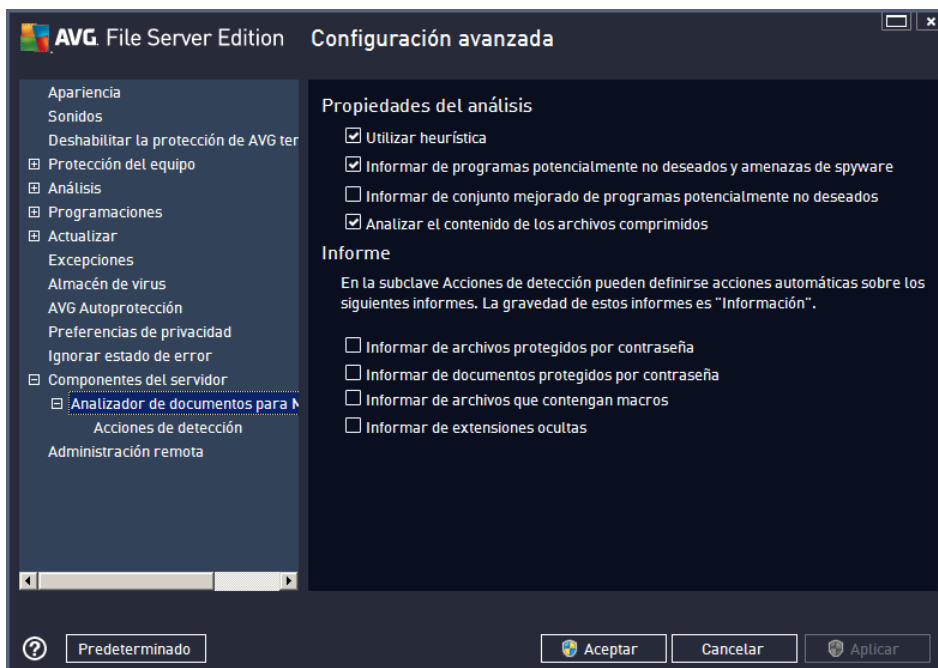 AVG. File Server Edition Configuración avanzada
Apariencia
Sonidos
Deshabilitar la protección de AVG ter
Protección del equipo
Análisis
Programaciones
Actualizar
Excepciones
Almacén de virus
AVG Autoprotección
Preferencias de privacidad
Ignorar estado de error
Componentes del servidor
Analizador de documentos para M
Acciones de detección
Administración remota
Propiedades del análisis
Utilizar heurística
Informar de programas potencialmente no deseados y amenazas de spyware
Informar de conjunto mejorado de programas potencialmente no deseados
Analizar el contenido de los archivos comprimidos
Informe
En la subclave Acciones de detección pueden definirse acciones automáticas sobre los
siguientes informes. La gravedad de estos informes es "Información".
Informar de archivos protegidos por contraseña
Informar de documentos protegidos por contraseña
Informar de archivos que contengan macros
Informar de extensiones ocultas
? Predeterminado Aceptar Cancelar Aplicar